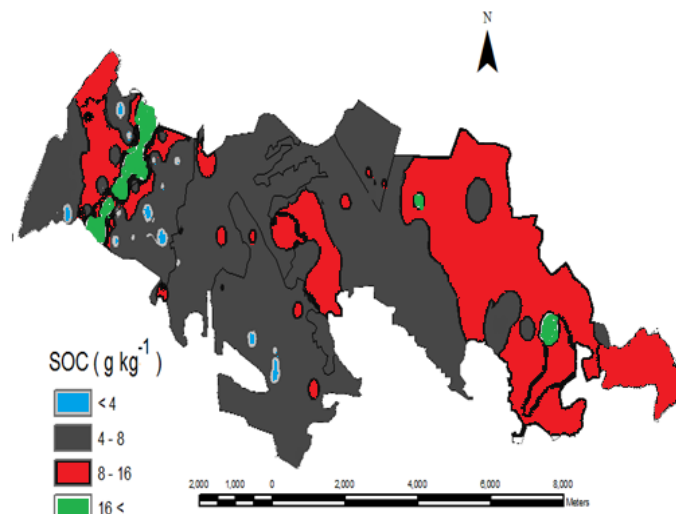 N
SOC ( g kg⁻¹ )
< 4
4 - 8
8 - 16
16 <
2,000 1,000 0 2,000 4,000 6,000 8,000
Meters